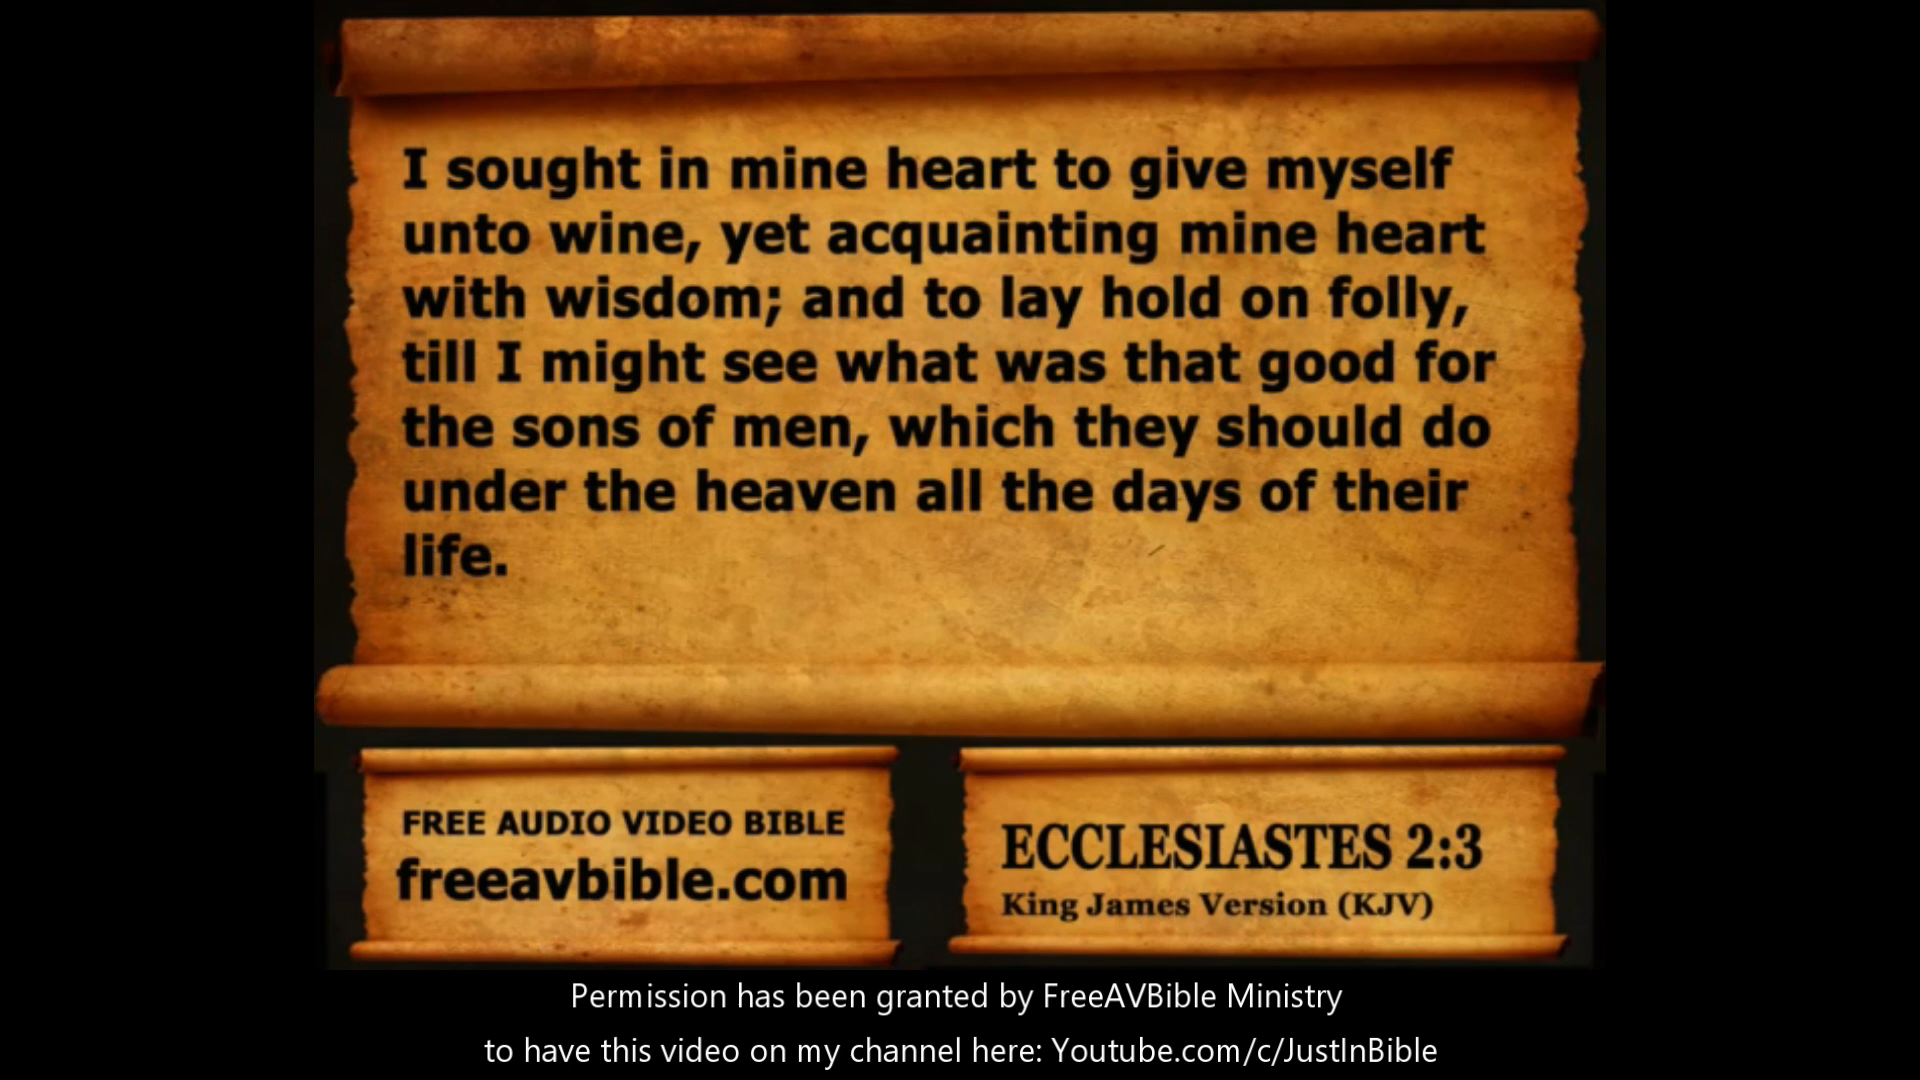 I sought in mine heart to give myself
unto wine, yet acquainting mine heart
with wisdom; and to lay hold on folly,
till I might see what was that good for
the sons of men, which they should do
under the heaven all the days of their
life.
FREE AUDIO VIDEO BIBLE
freeavbible.com
ECCLESIASTES 2:3
King James Version (KJV)
Permission has been granted by FreeAVBible Ministry
to have this video on my channel here: Youtube.com/c/JustInBible